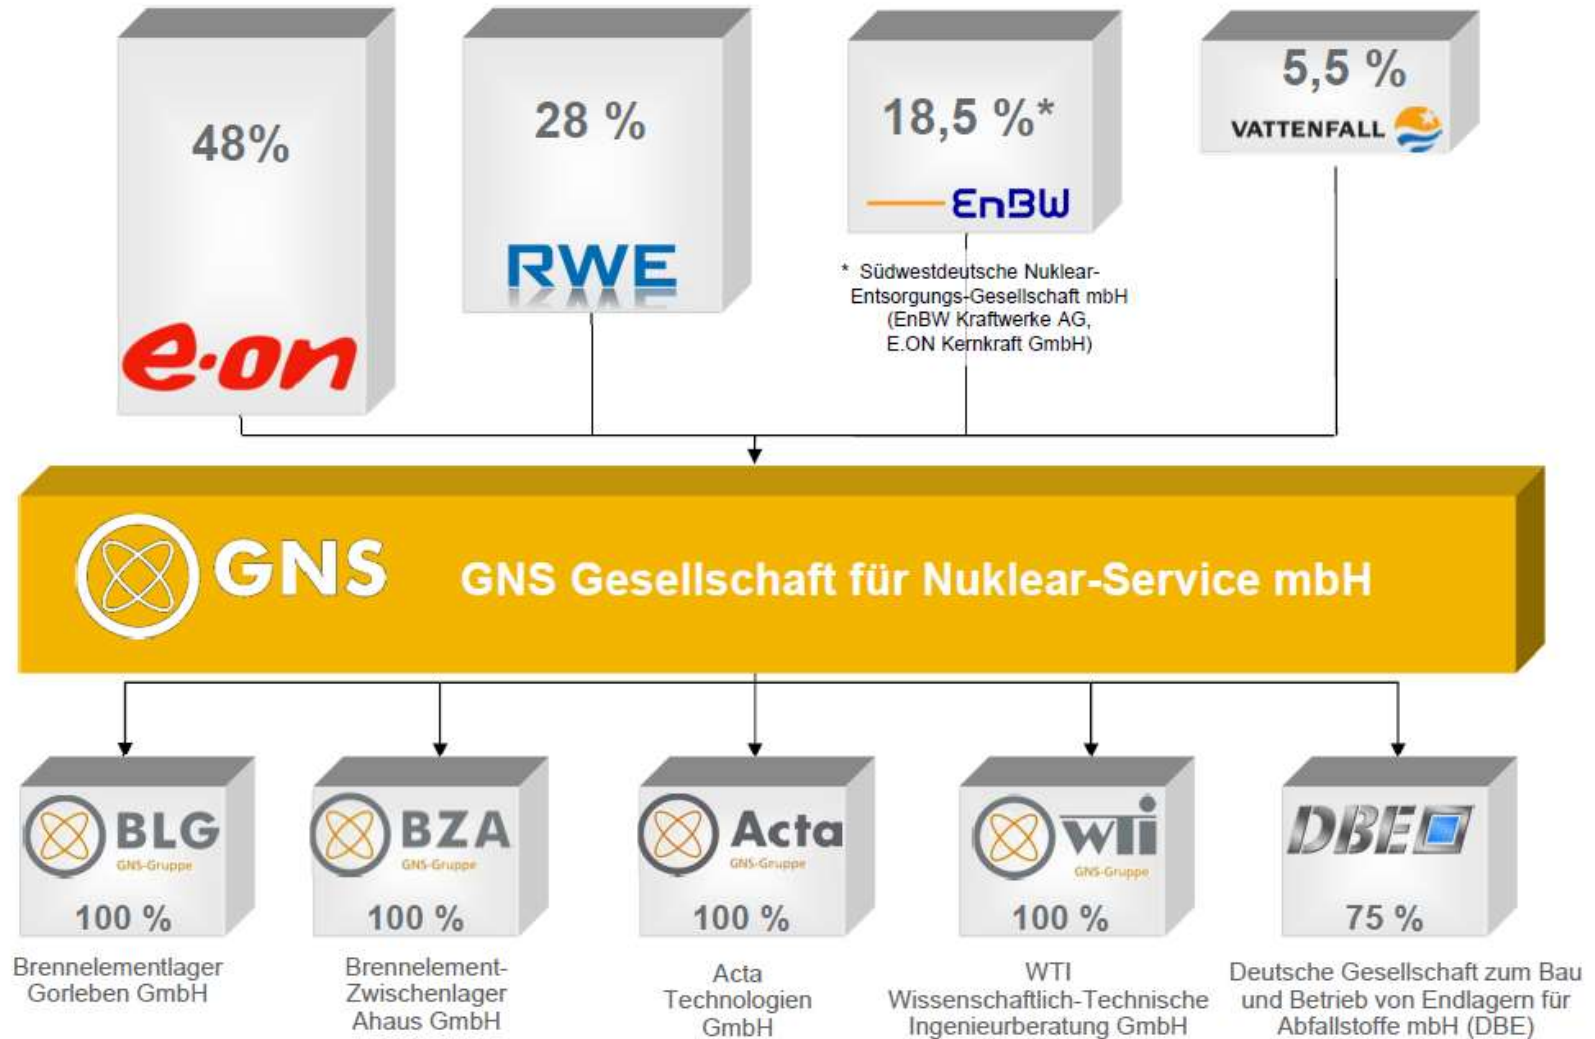 48%
e·on
28 %
RWE
18,5 %*
EnBW
5,5 %
VATTENFALL
* Südwestdeutsche Nuklear-
Entsorgungs-Gesellschaft mbH
(EnBW Kraftwerke AG,
E.ON Kernkraft GmbH)
GNS
GNS Gesellschaft für Nuklear-Service mbH
BLG
GNS-Gruppe
100 %
Brennelementlager
Gorleben GmbH
BZA
GNS-Gruppe
100 %
Brennelement-
Zwischenlager
Ahaus GmbH
Acta
GNS-Gruppe
100 %
Acta
Technologien
GmbH
wti
GNS-Gruppe
100 %
WTI
Wissenschaftlich-Technische
Ingenieurberatung GmbH
DBE
75 %
Deutsche Gesellschaft zum Bau
und Betrieb von Endlagern für
Abfallstoffe mbH (DBE)